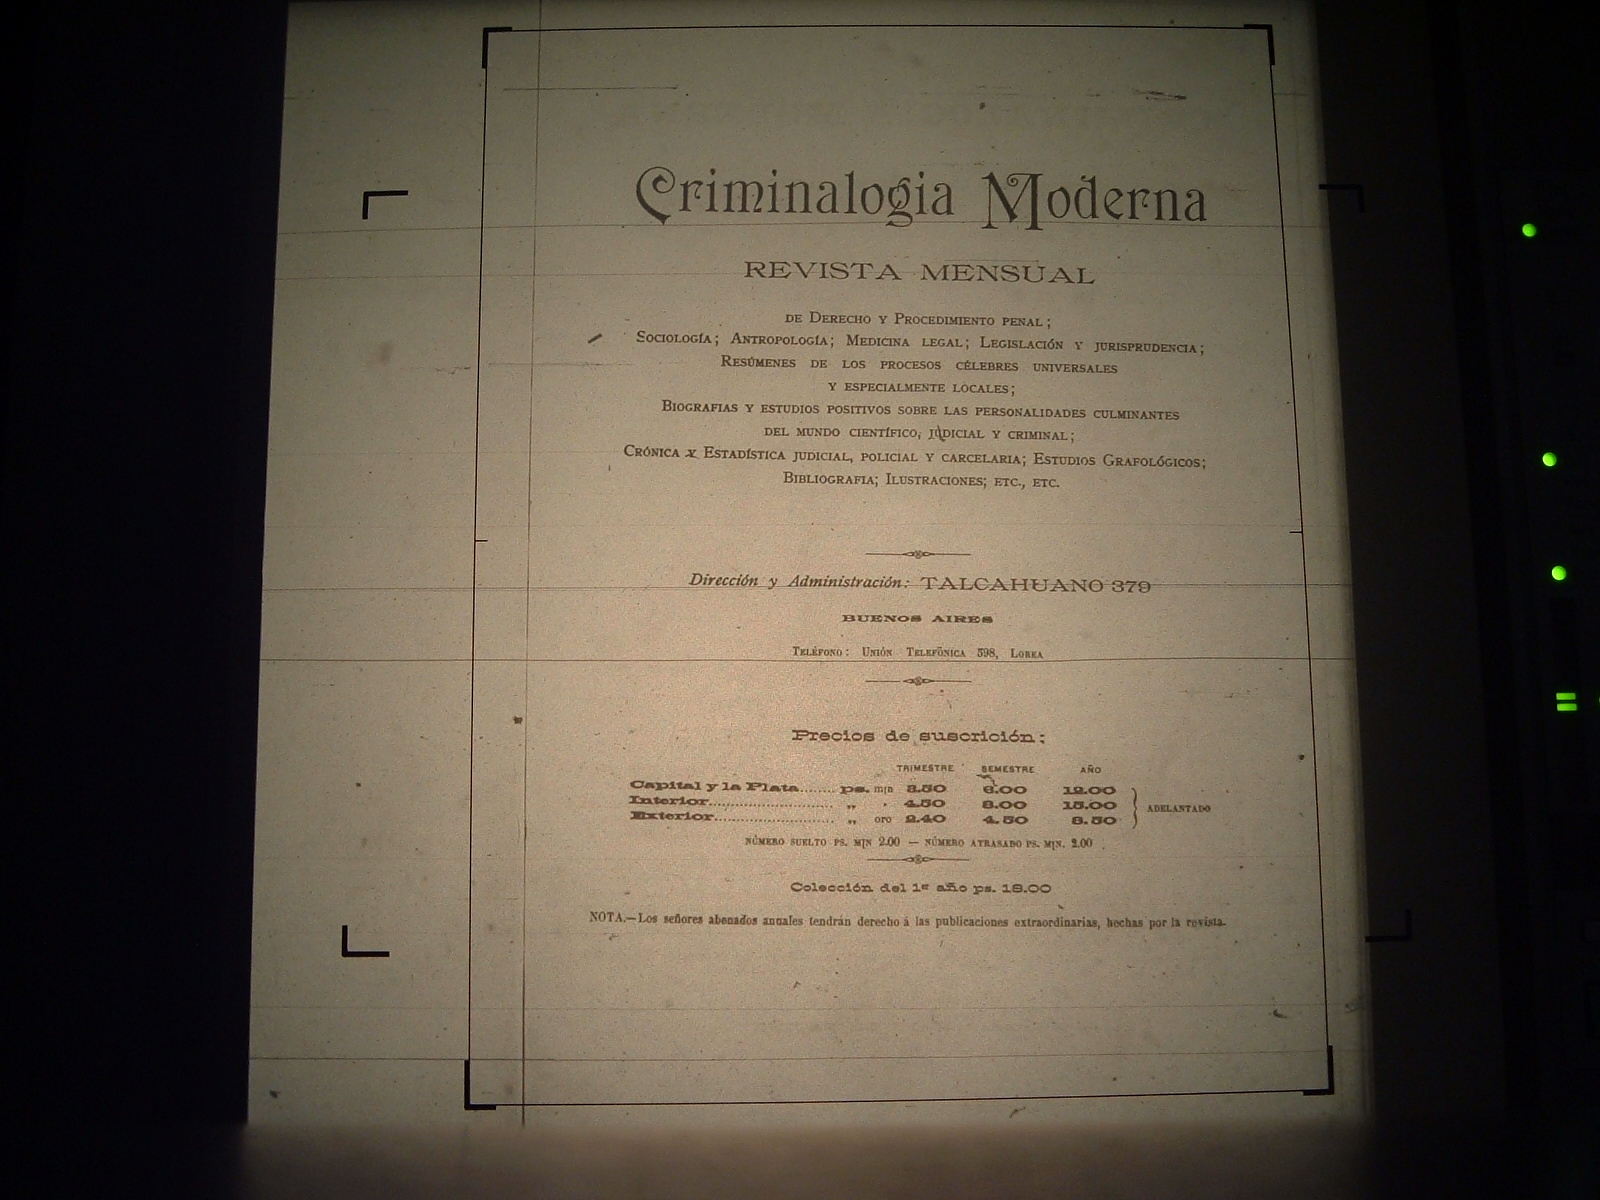 Criminalogia Moderna
REVISTA MENSUAL
DE DERECHO Y PROCEDIMIENTO PENAL;
SOCIOLOGÍA; ANTROPOLOGÍA; MEDICINA LEGAL; LEGISLACIÓN Y JURISPRUDENCIA;
RESÚMENES DE LOS PROCESOS CÉLEBRES UNIVERSALES
Y ESPECIALMENTE LOCALES;
BIOGRAFIAS Y ESTUDIOS POSITIVOS SOBRE LAS PERSONALIDADES CULMINANTES
DEL MUNDO CIENTÍFICO, JUDICIAL Y CRIMINAL;
CRÓNICA Y ESTADÍSTICA JUDICIAL, POLICIAL Y CARCELARIA; ESTUDIOS GRAFOLÓGICOS;
BIBLIOGRAFIA; ILUSTRACIONES; ETC., ETC.
Dirección y Administración: TALCAHUANO 379
BUENOS AIRES
TELÉFONO: UNIÓN TELEFÓNICA 598, LOREA
Precios de suscrición:
TRIMESTRE SEMESTRE AÑO
Capital y la Plata........ ps. m|n 3.50 6.00 12.00
Interior............................ „ " 4.50 8.00 15.00
Exterior........................... „ oro 2.40 4.50 8.50
ADELANTADO
NÚMERO SUELTO PS. M|N 2.00 — NÚMERO ATRASADO PS. M|N. 3.00
Colección del 1er año ps. 18.00
NOTA.—Los señores abonados anuales tendrán derecho á las publicaciones extraordinarias, hechas por la revista.